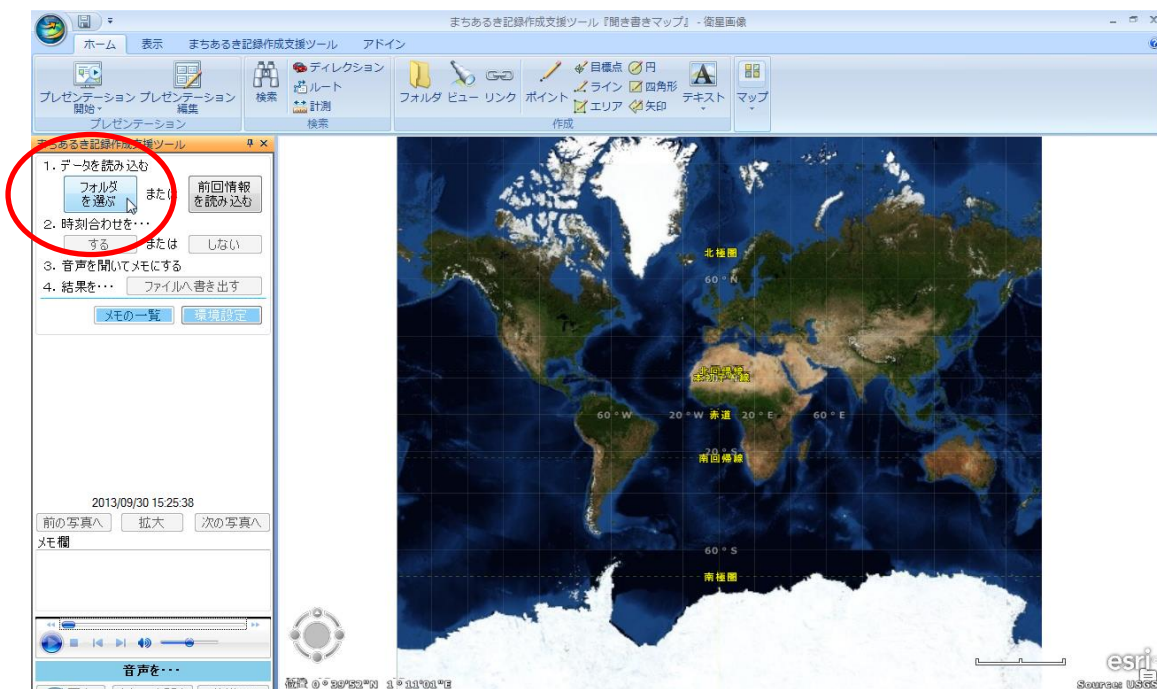 まちあるき記録作成支援ツール『聞き書きマップ』 - 衛星画像
ホーム 表示 まちあるき記録作成支援ツール アドイン
プレゼンテーション開始 プレゼンテーション編集
プレゼンテーション
検索
ディレクション
ルート
計測
検索
フォルダ ビュー リンク ポイント
目標点 円
ライン 四角形
エリア 矢印
テキスト
作成
マップ
まちあるき記録作成支援ツール
1. データを読み込む
フォルダを選ぶ または 前回情報を読み込む
2. 時刻合わせを・・・
する または しない
3. 音声を聞いてメモにする
4. 結果を・・・ ファイルへ書き出す
メモの一覧 環境設定
2013/09/30 15:25:38
前の写真へ 拡大 次の写真へ
メモ欄
音声を・・・
北極圏
60°N
北回帰線
60°W 20°W 赤道 20°E 60°E
20°S
南回帰線
60°S
南極圏
0°39'52"N 1°11'01"E
esri
Source: USGS